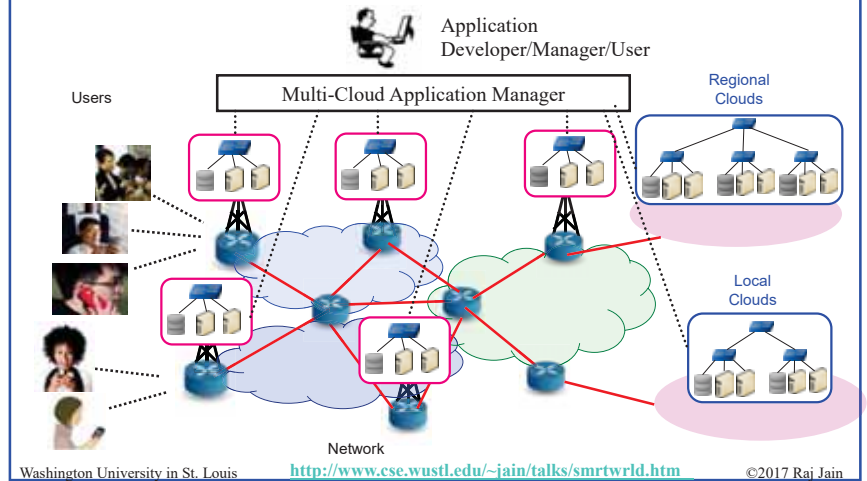 Application
Developer/Manager/User
Multi-Cloud Application Manager
Users
Regional
Clouds
Local
Clouds
Network
Washington University in St. Louis
http://www.cse.wustl.edu/~jain/talks/smrtwrld.htm
©2017 Raj Jain